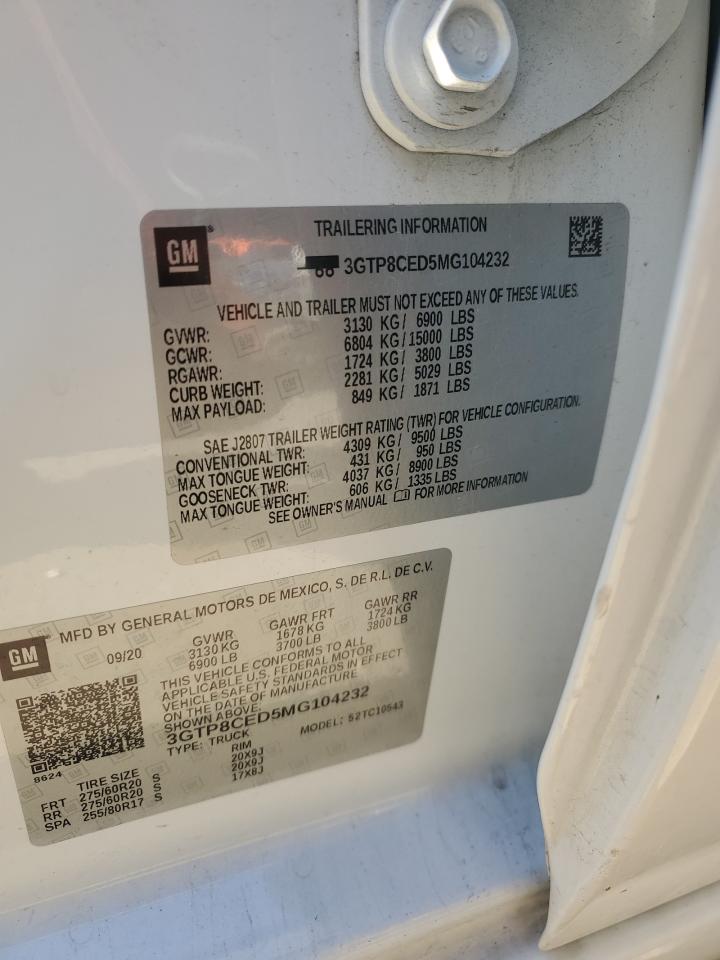 GM
TRAILERING INFORMATION
3GTP8CED5MG104232
VEHICLE AND TRAILER MUST NOT EXCEED ANY OF THESE VALUES.
GVWR: 3130 KG/ 6900 LBS
GCWR: 6804 KG/15000 LBS
RGAWR: 1724 KG/ 3800 LBS
CURB WEIGHT: 2281 KG/ 5029 LBS
MAX PAYLOAD: 849 KG/ 1871 LBS
SAE J2807 TRAILER WEIGHT RATING (TWR) FOR VEHICLE CONFIGURATION.
CONVENTIONAL TWR: 4309 KG/ 9500 LBS
MAX TONGUE WEIGHT: 431 KG/ 950 LBS
GOOSENECK TWR: 4037 KG/ 8900 LBS
MAX TONGUE WEIGHT: 606 KG/ 1335 LBS
SEE OWNER'S MANUAL FOR MORE INFORMATION
GM
MFD BY GENERAL MOTORS DE MEXICO, S. DE R.L. DE C.V.
09/20 GVWR GAWR FRT GAWR RR
3130 KG 1678 KG 1724 KG
6900 LB 3700 LB 3800 LB
THIS VEHICLE CONFORMS TO ALL
APPLICABLE U.S. FEDERAL MOTOR
VEHICLE SAFETY STANDARDS IN EFFECT
ON THE DATE OF MANUFACTURE
SHOWN ABOVE.
3GTP8CED5MG104232
TYPE: TRUCK MODEL: 52TC10543
8624
TIRE SIZE RIM
FRT 275/60R20 S 20X9J
RR 275/60R20 S 20X9J
SPA 255/80R17 S 17X8J